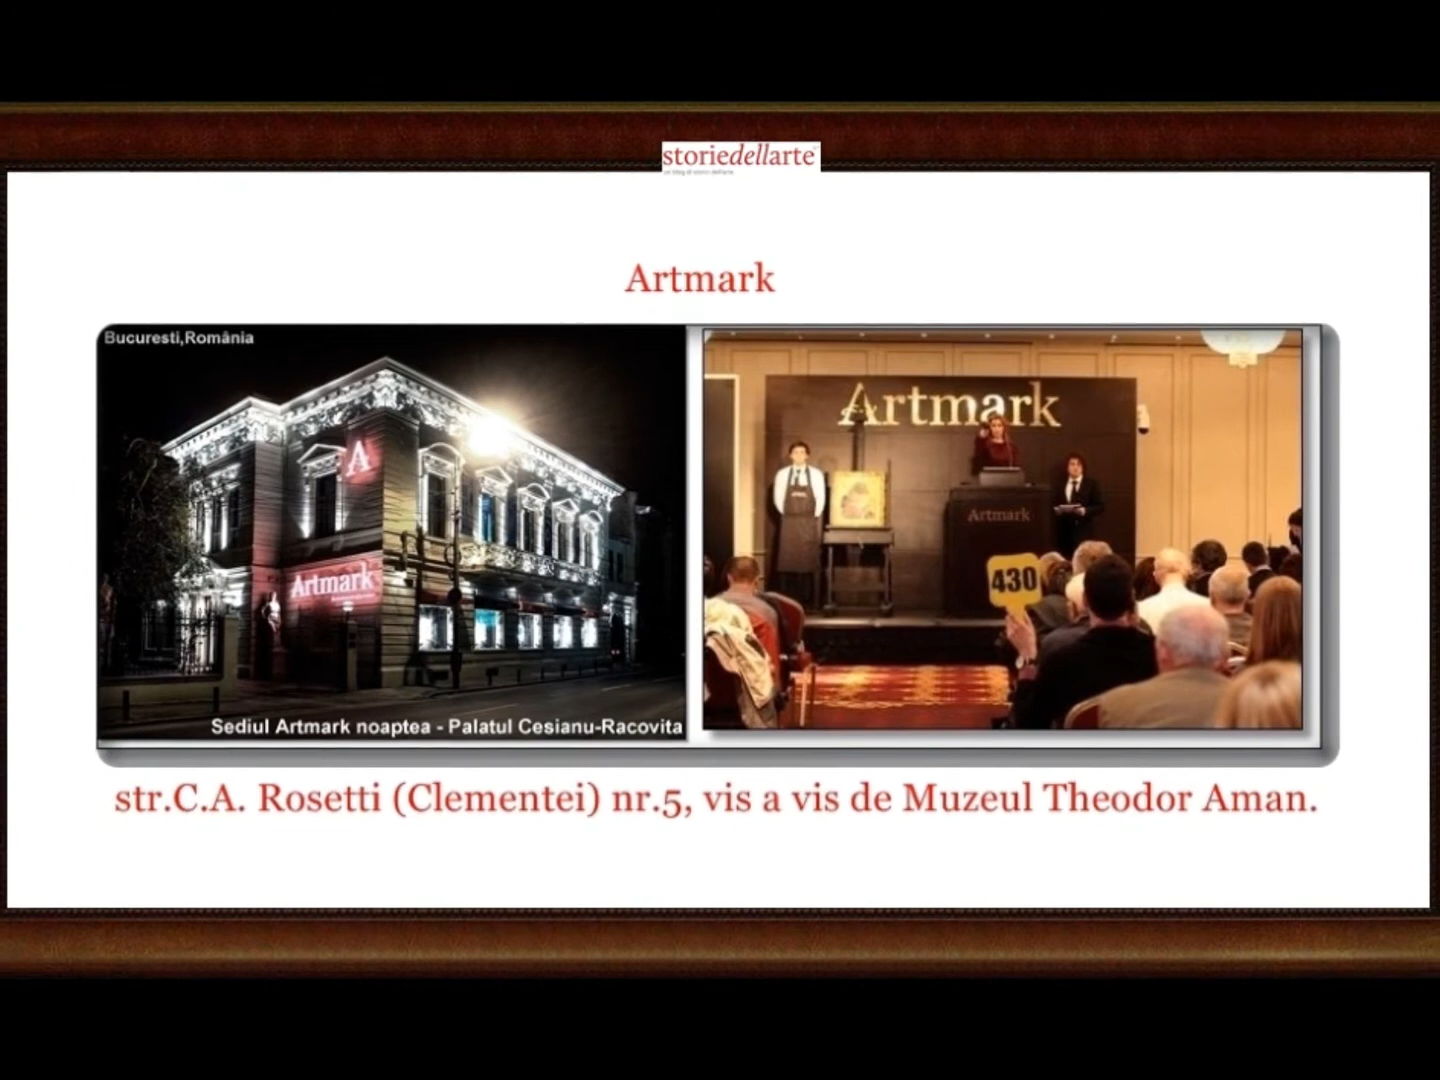 storiedellarte
Artmark
Bucuresti,România
A
Artmark
Sediul Artmark noaptea - Palatul Cesianu-Racovita
Artmark
Artmark
430
str.C.A. Rosetti (Clementei) nr.5, vis a vis de Muzeul Theodor Aman.